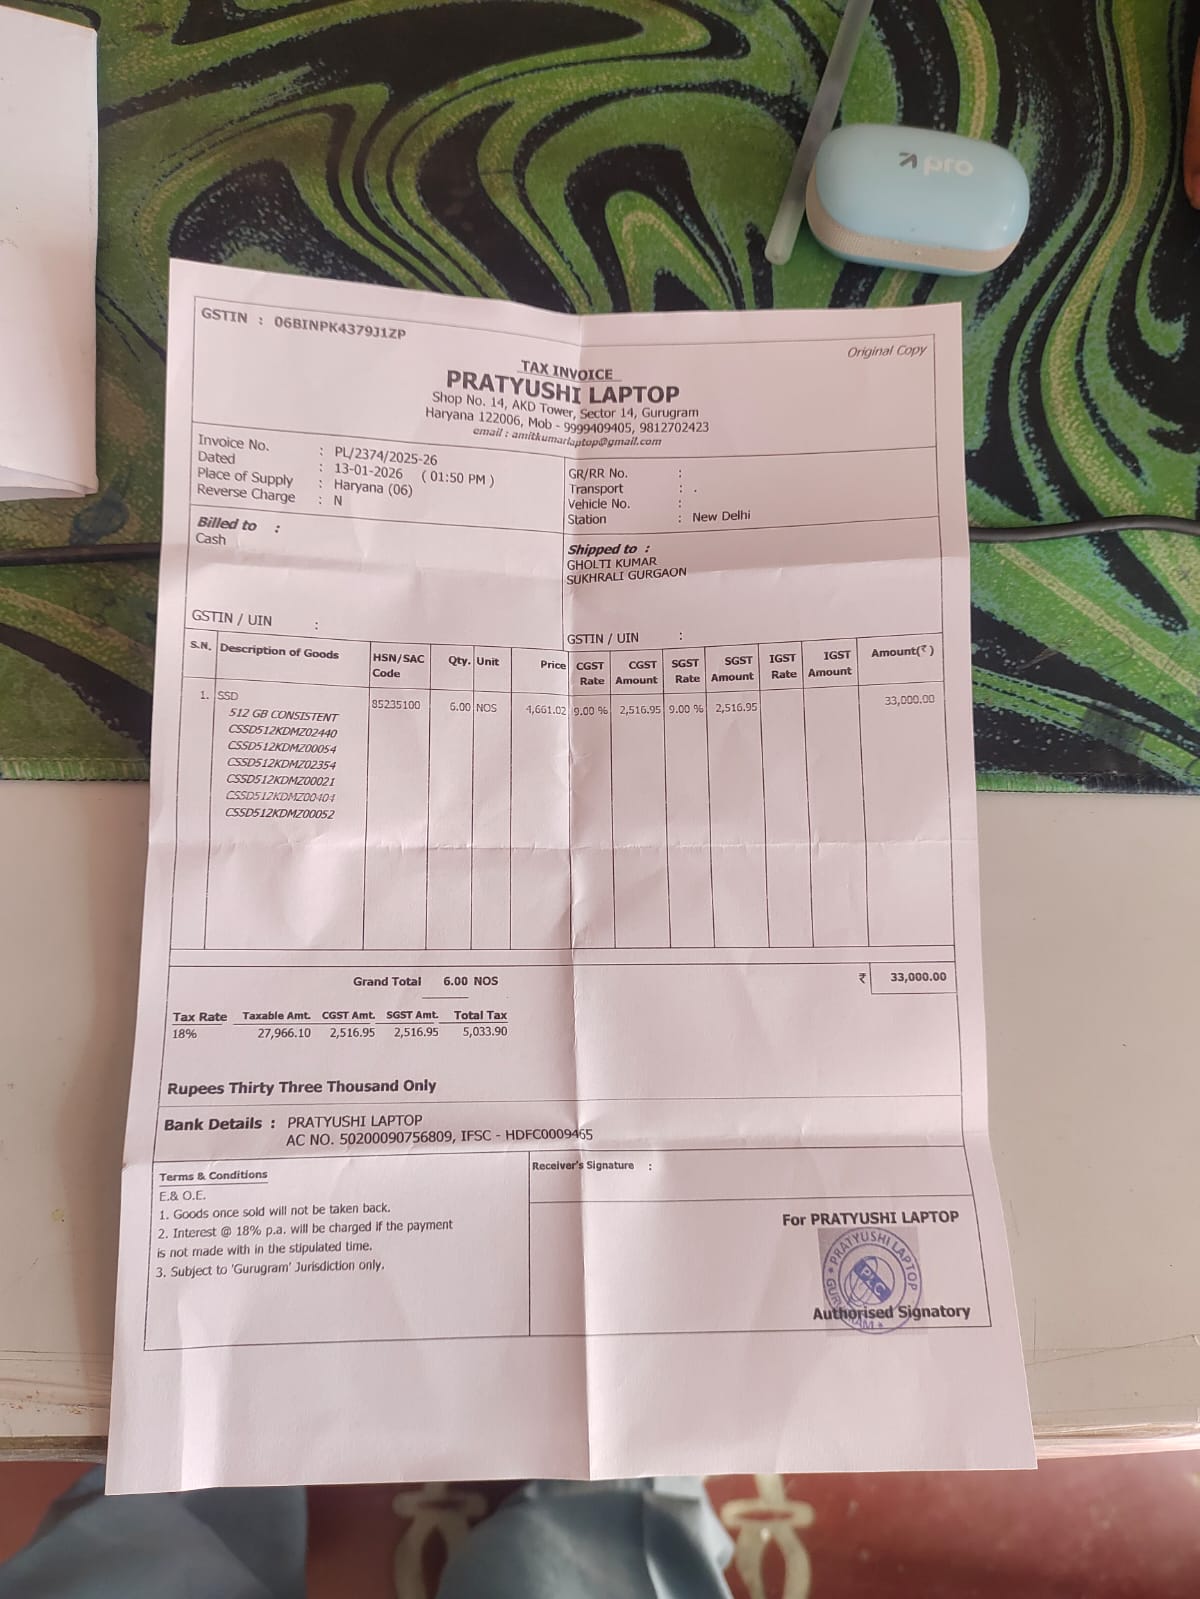 pro
GSTIN : 06BINPK4379J1ZP
Original Copy
TAX INVOICE
PRATYUSHI LAPTOP
Shop No. 14, AKD Tower, Sector 14, Gurugram
Haryana 122006, Mob - 9999409405, 9812702423
email : amitkumarlaptop@gmail.com
Invoice No. : PL/2374/2025-26
Dated : 13-01-2026 ( 01:50 PM )
Place of Supply : Haryana (06)
Reverse Charge : N
GR/RR No. :
Transport : .
Vehicle No. :
Station : New Delhi
Billed to :
Cash
GSTIN / UIN :
Shipped to :
GHOLTI KUMAR
SUKHRALI GURGAON
GSTIN / UIN :
S.N. Description of Goods HSN/SAC Code Qty. Unit Price CGST Rate CGST Amount SGST Rate SGST Amount IGST Rate IGST Amount Amount(₹)
1. SSD 85235100 6.00 NOS 4,661.02 9.00 % 2,516.95 9.00 % 2,516.95 33,000.00
512 GB CONSISTENT
CSSD512KDMZ02440
CSSD512KDMZ00054
CSSD512KDMZ02354
CSSD512KDMZ00021
CSSD512KDMZ00404
CSSD512KDMZ00052
Grand Total 6.00 NOS ₹ 33,000.00
Tax Rate Taxable Amt. CGST Amt. SGST Amt. Total Tax
18% 27,966.10 2,516.95 2,516.95 5,033.90
Rupees Thirty Three Thousand Only
Bank Details : PRATYUSHI LAPTOP
AC NO. 50200090756809, IFSC - HDFC0009465
Terms & Conditions
E.& O.E.
1. Goods once sold will not be taken back.
2. Interest @ 18% p.a. will be charged if the payment
is not made with in the stipulated time.
3. Subject to 'Gurugram' Jurisdiction only.
Receiver's Signature :
For PRATYUSHI LAPTOP
PRATYUSHI LAPTOP
PLC
Authorised Signatory